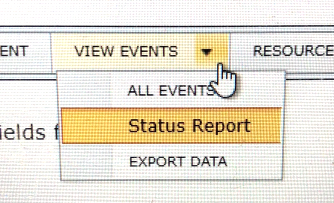 ENT VIEW EVENTS RESOURCE
ALL EVENTS
ields f Status Report
EXPORT DATA